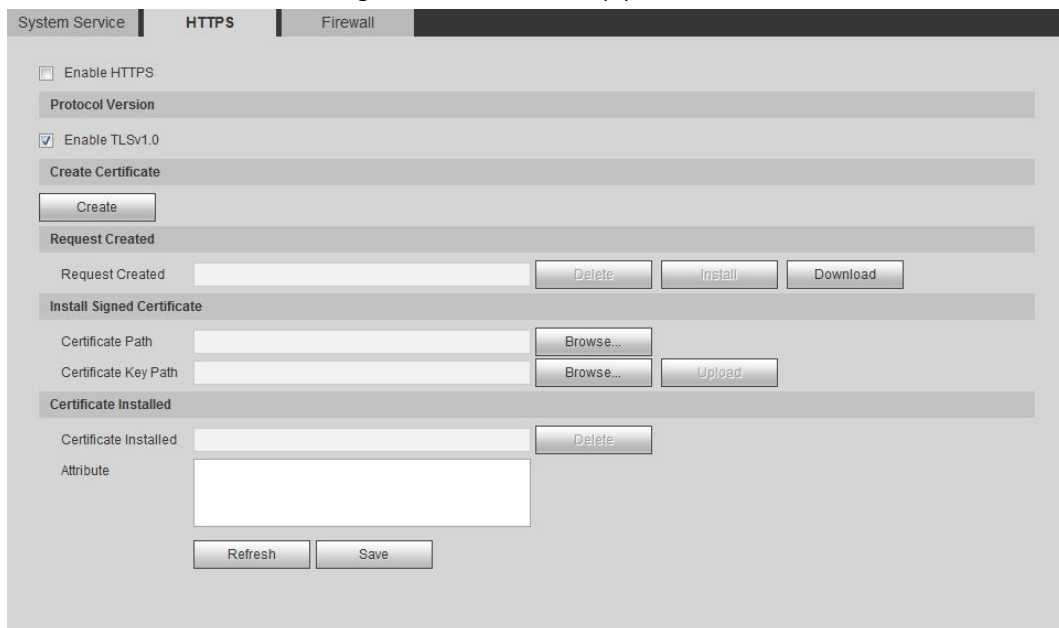 System Service HTTPS Firewall
Enable HTTPS
Protocol Version
Enable TLSv1.0
Create Certificate
Create
Request Created
Request Created Delete Install Download
Install Signed Certificate
Certificate Path Browse...
Certificate Key Path Browse... Upload
Certificate Installed
Certificate Installed Delete
Attribute
Refresh Save